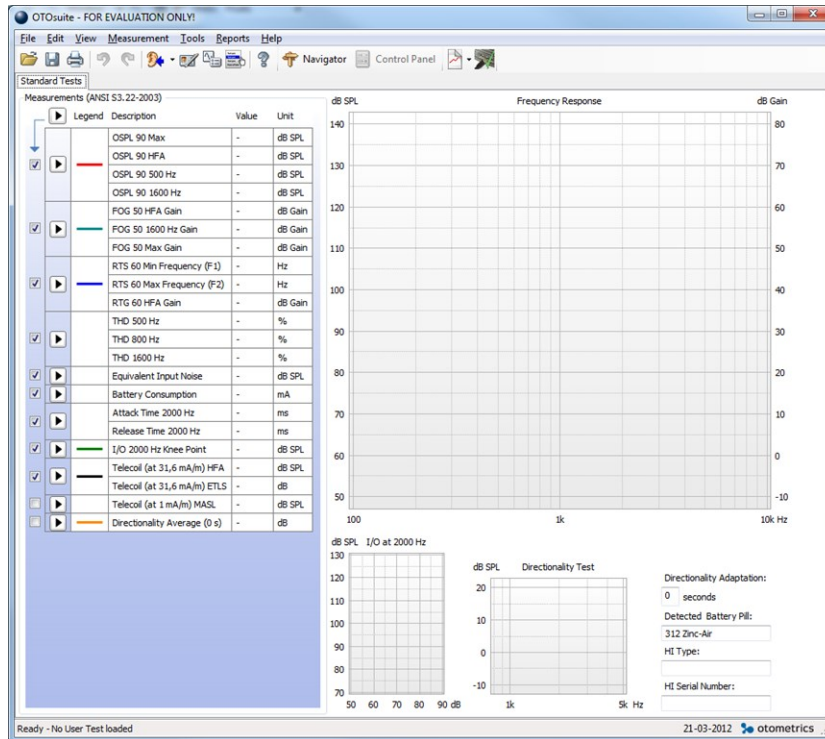 OTOsuite - FOR EVALUATION ONLY!
File Edit View Measurement Tools Reports Help
Navigator Control Panel
Standard Tests
Measurements (ANSI S3.22-2003)
Legend Description Value Unit
OSPL 90 Max - dB SPL
OSPL 90 HFA - dB SPL
OSPL 90 500 Hz - dB SPL
OSPL 90 1600 Hz - dB SPL
FOG 50 HFA Gain - dB Gain
FOG 50 1600 Hz Gain - dB Gain
FOG 50 Max Gain - dB Gain
RTS 60 Min Frequency (F1) - Hz
RTS 60 Max Frequency (F2) - Hz
RTG 60 HFA Gain - dB Gain
THD 500 Hz - %
THD 800 Hz - %
THD 1600 Hz - %
Equivalent Input Noise - dB SPL
Battery Consumption - mA
Attack Time 2000 Hz - ms
Release Time 2000 Hz - ms
I/O 2000 Hz Knee Point - dB SPL
Telecoil (at 31,6 mA/m) HFA - dB SPL
Telecoil (at 31,6 mA/m) ETLS - dB
Telecoil (at 1 mA/m) MASL - dB SPL
Directionality Average (0 s) - dB
dB SPL Frequency Response dB Gain
140 80
130 70
120 60
110 50
100 40
90 30
80 20
70 10
60 0
50 -10
100 1k 10k Hz
dB SPL I/O at 2000 Hz
130
120
110
100
90
80
70
50 60 70 80 90 dB
dB SPL Directionality Test
20
10
0
-10
1k 5k Hz
Directionality Adaptation:
0 seconds
Detected Battery Pill:
312 Zinc-Air
HI Type:
HI Serial Number:
Ready - No User Test loaded 21-03-2012 otometrics